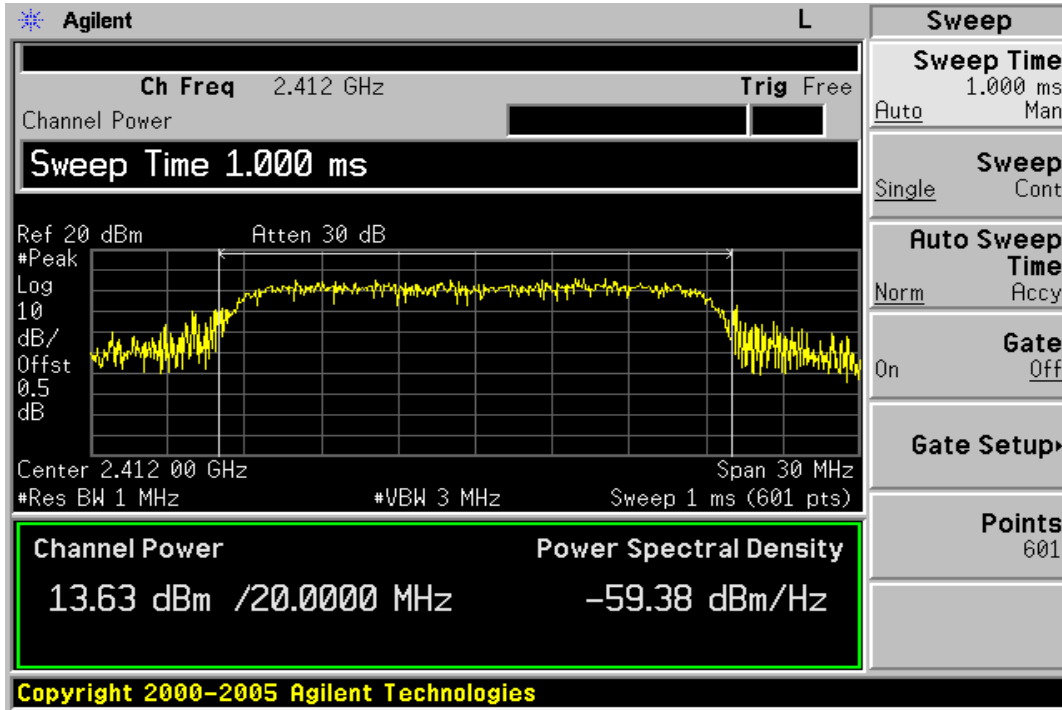 Agilent L
Ch Freq 2.412 GHz Trig Free
Channel Power
Sweep Time 1.000 ms
Ref 20 dBm Atten 30 dB
#Peak
Log
10
dB/
Offst
0.5
dB
Center 2.412 00 GHz Span 30 MHz
#Res BW 1 MHz #VBW 3 MHz Sweep 1 ms (601 pts)
Channel Power Power Spectral Density
13.63 dBm /20.0000 MHz -59.38 dBm/Hz
Copyright 2000-2005 Agilent Technologies
Sweep
Sweep Time
1.000 ms
Auto Man
Sweep
Single Cont
Auto Sweep
Time
Norm Accy
Gate
On Off
Gate Setup▸
Points
601